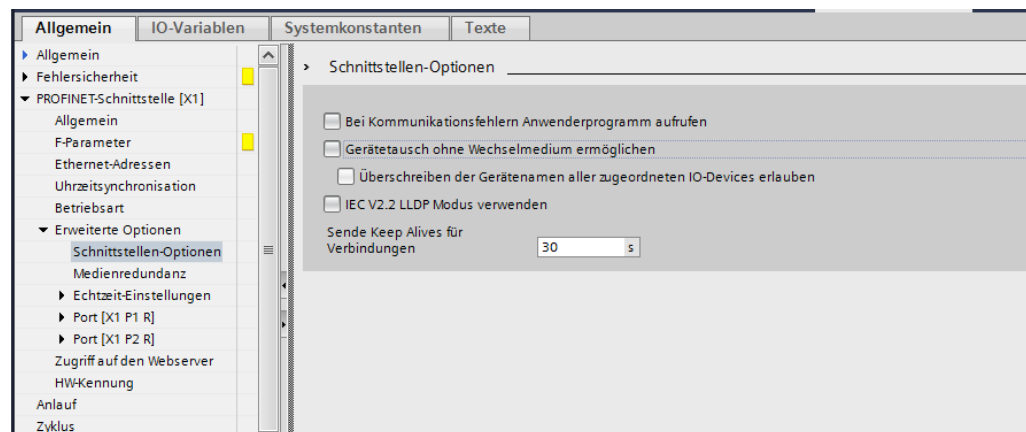 Allgemein IO-Variablen Systemkonstanten Texte
Allgemein
Fehlersicherheit
PROFINET-Schnittstelle [X1]
Allgemein
F-Parameter
Ethernet-Adressen
Uhrzeitsynchronisation
Betriebsart
Erweiterte Optionen
Schnittstellen-Optionen
Medienredundanz
Echtzeit-Einstellungen
Port [X1 P1 R]
Port [X1 P2 R]
Zugriff auf den Webserver
HW-Kennung
Anlauf
Zyklus
Schnittstellen-Optionen
Bei Kommunikationsfehlern Anwenderprogramm aufrufen
Gerätetausch ohne Wechselmedium ermöglichen
Überschreiben der Gerätenamen aller zugeordneten IO-Devices erlauben
IEC V2.2 LLDP Modus verwenden
Sende Keep Alives für
Verbindungen 30 s